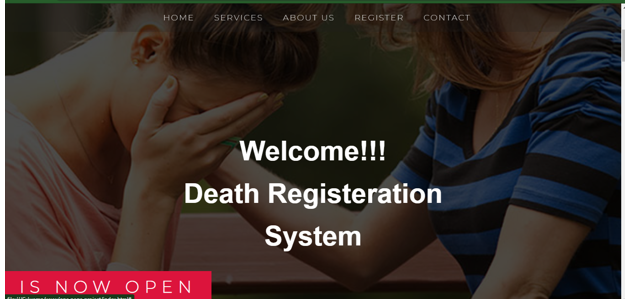 HOME SERVICES ABOUT US REGISTER CONTACT
Welcome!!!
Death Registeration
System
IS NOW OPEN